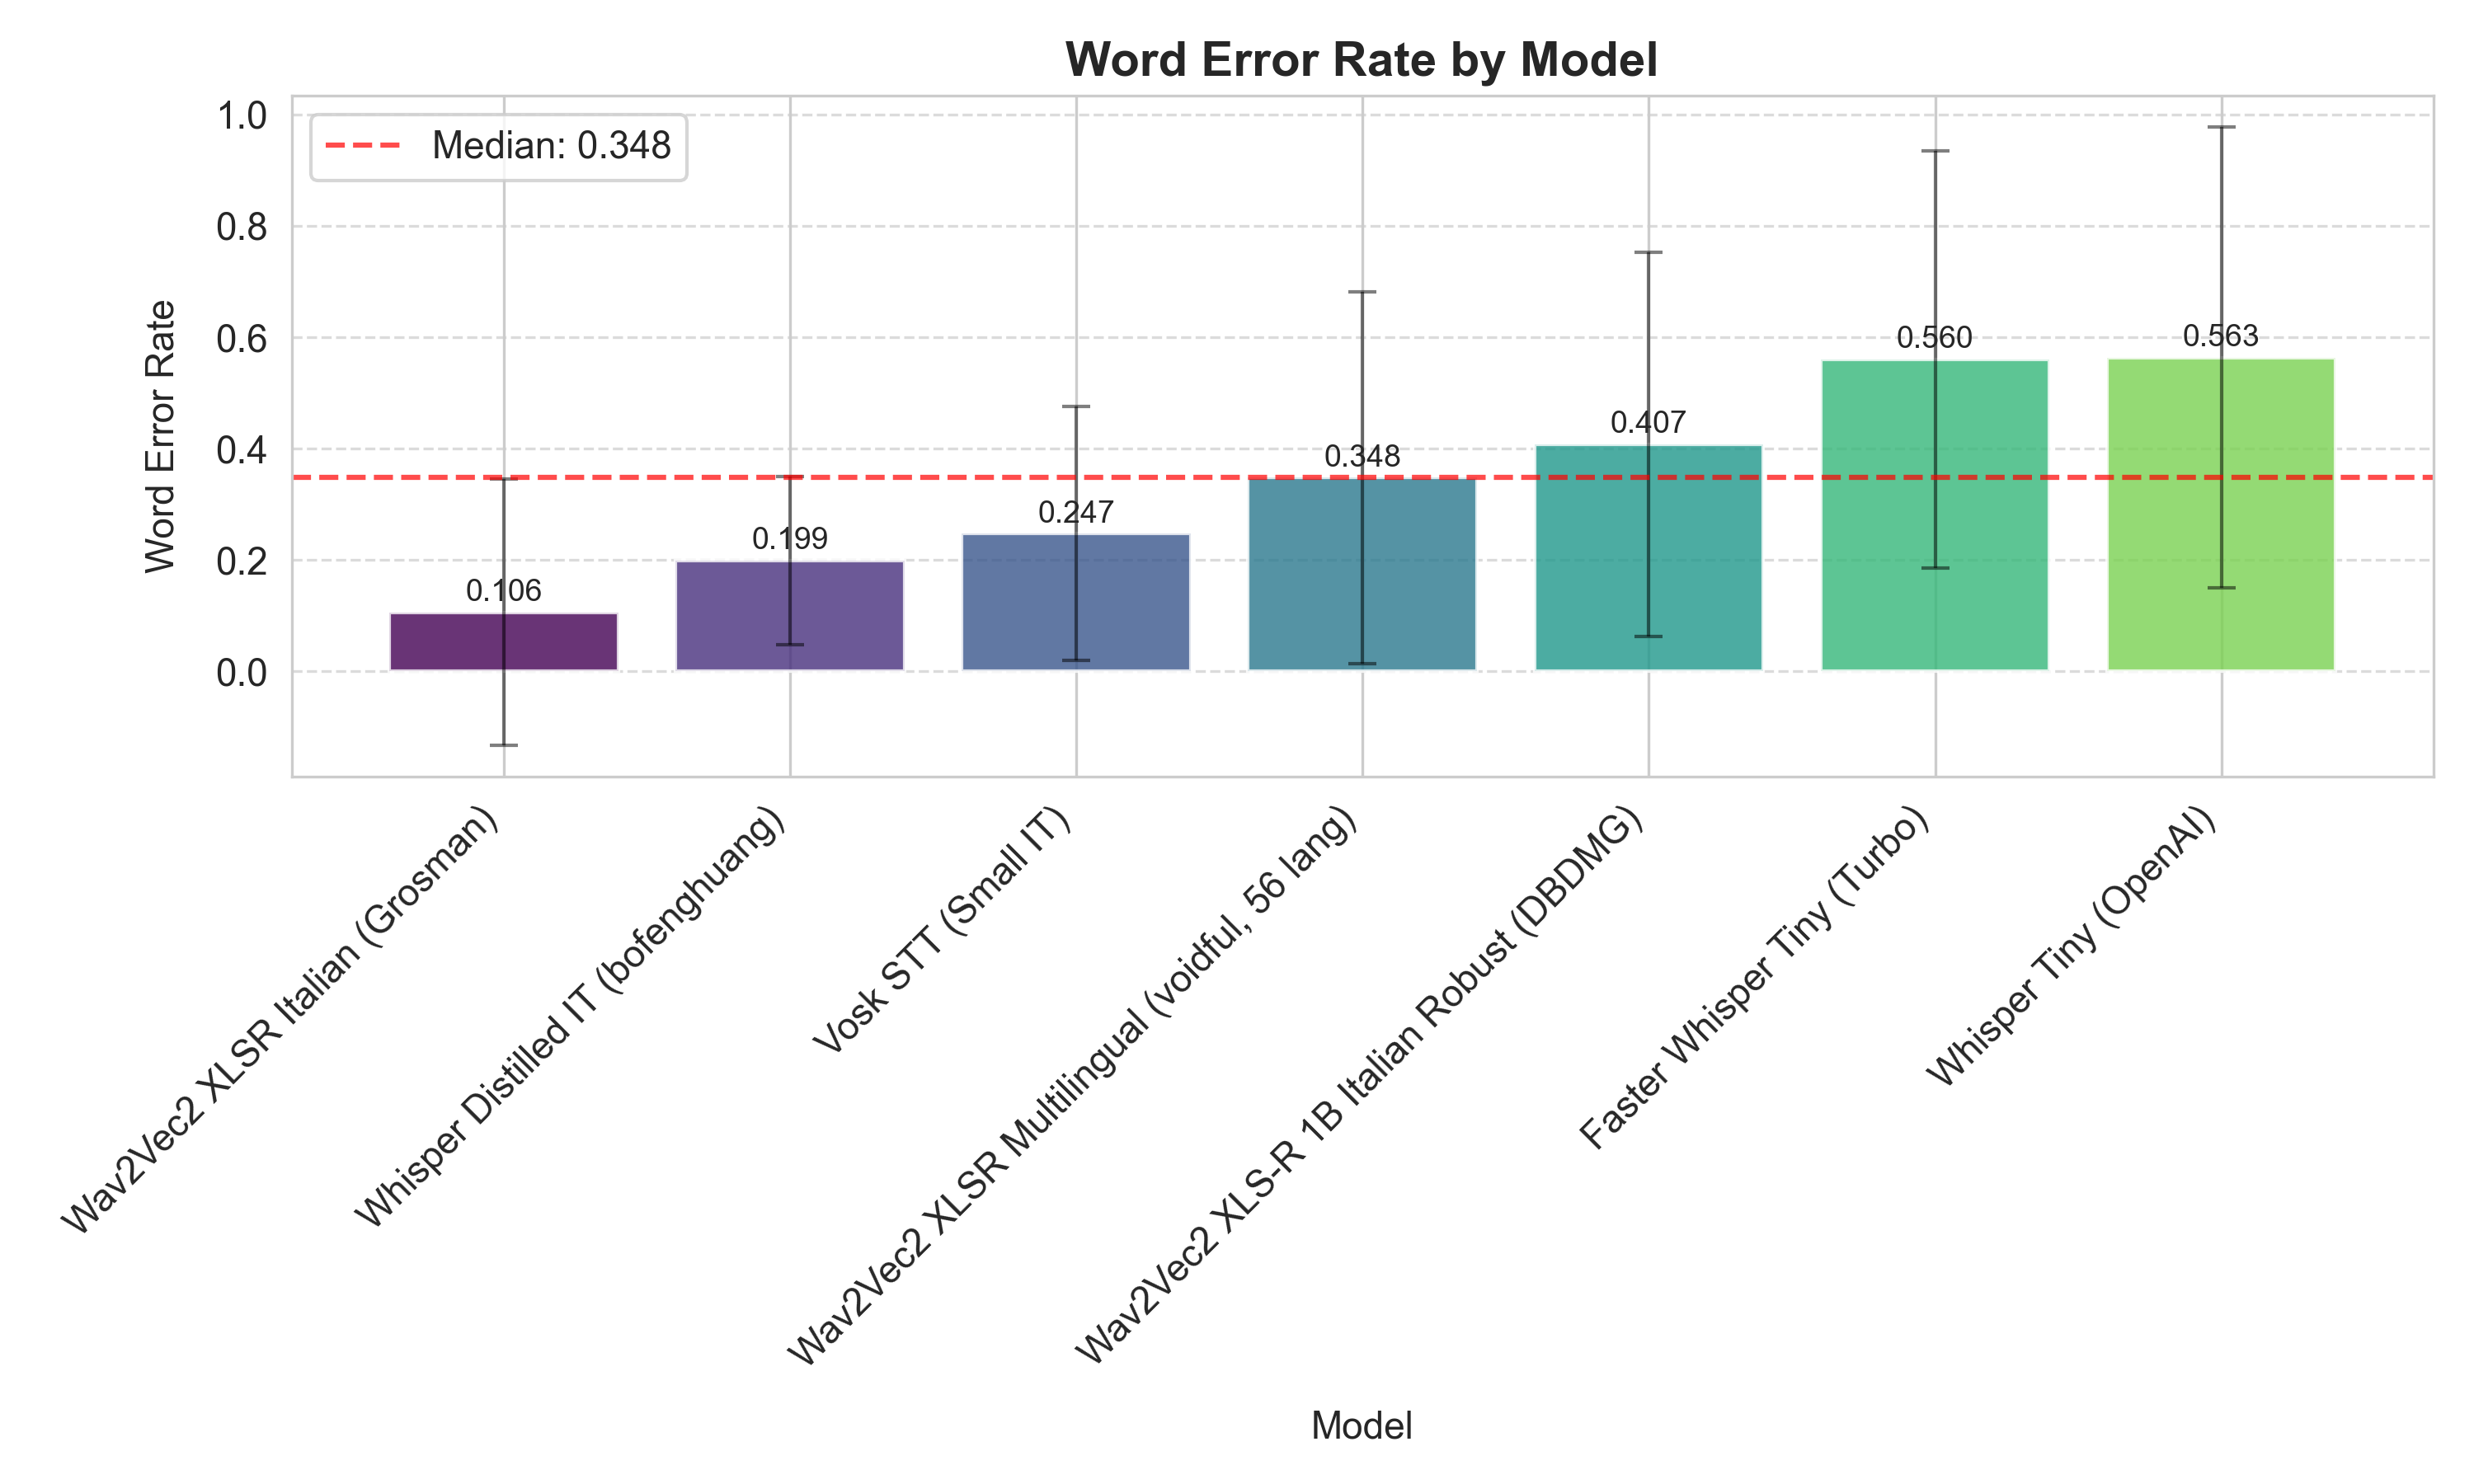 Word Error Rate by Model
Median: 0.348
Word Error Rate
1.0
0.8
0.6
0.4
0.2
0.0
0.106
0.199
0.247
0.348
0.407
0.560
0.563
Wav2Vec2 XLSR Italian (Grosman)
Whisper Distilled IT (bofenghuang)
Vosk STT (Small IT)
Wav2Vec2 XLSR Multilingual (voidful, 56 lang)
Wav2Vec2 XLS-R 1B Italian Robust (DBDMG)
Faster Whisper Tiny (Turbo)
Whisper Tiny (OpenAI)
Model